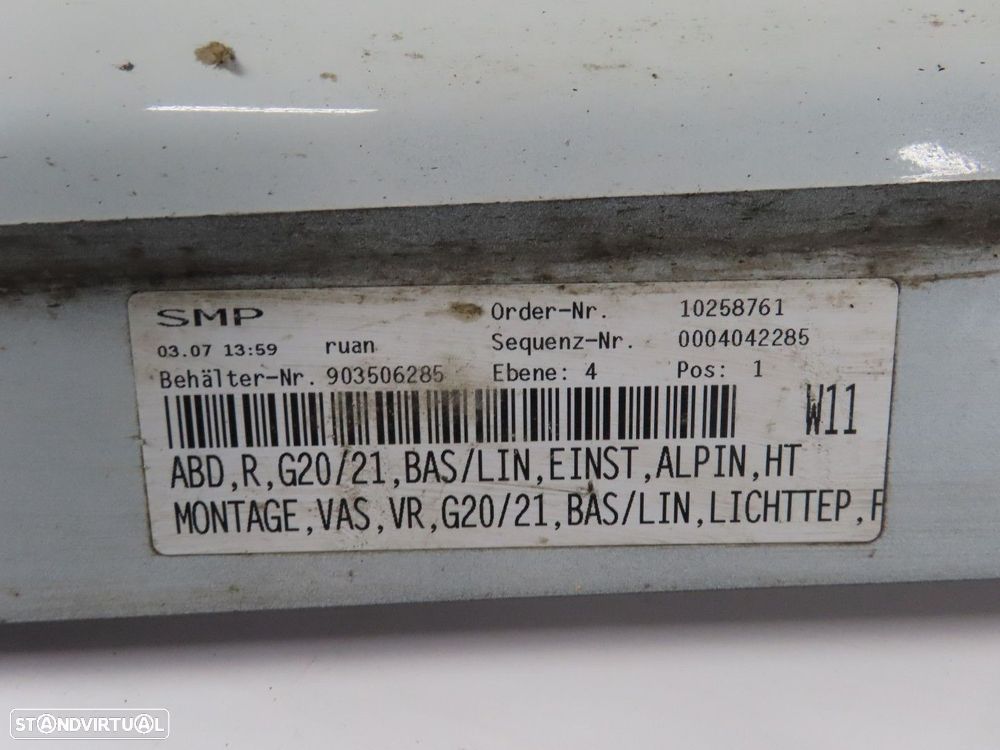 SMP
Order-Nr. 10258761
03.07 13:59 ruan Sequenz-Nr. 0004042285
Behälter-Nr. 903506285 Ebene: 4 Pos: 1
W11
ABD,R,G20/21,BAS/LIN,EINST,ALPIN,HT
MONTAGE,VAS,VR,G20/21,BAS/LIN,LICHTTEP,F
STANDVIRTUAL